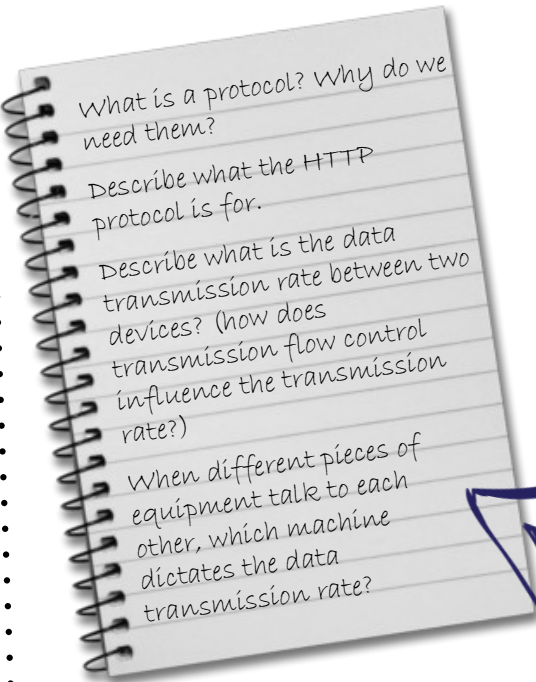 What is a protocol? Why do we
need them?
Describe what the HTTP
protocol is for.
Describe what is the data
transmission rate between two
devices? (how does
transmission flow control
influence the transmission
rate?)
When different pieces of
equipment talk to each
other, which machine
dictates the data
transmission rate?